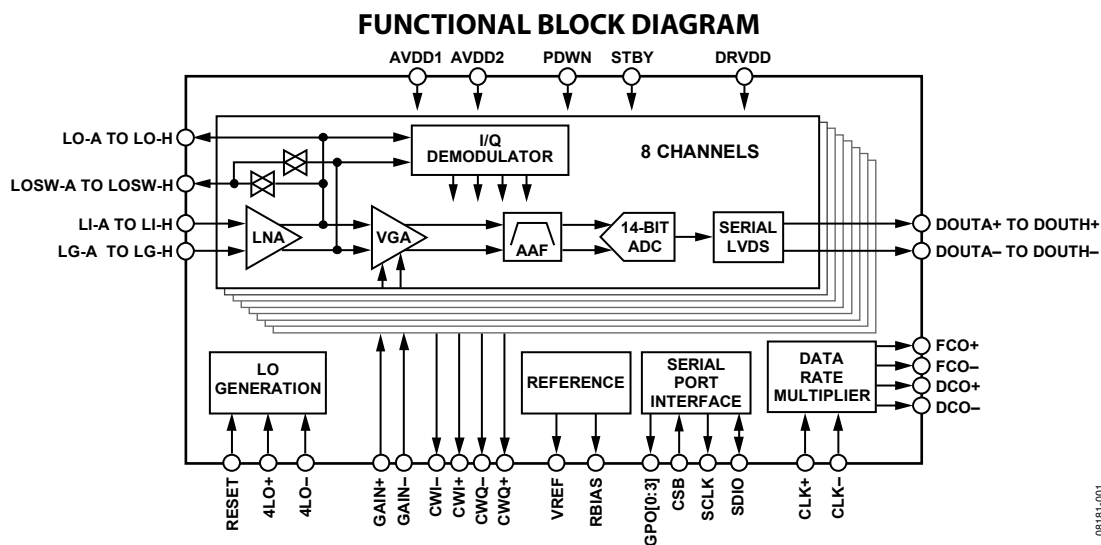 FUNCTIONAL BLOCK DIAGRAM
AVDD1 AVDD2 PDWN STBY DRVDD
LO-A TO LO-H
LOSW-A TO LOSW-H
LI-A TO LI-H
LG-A TO LG-H
I/Q
DEMODULATOR
8 CHANNELS
LNA
VGA
AAF
14-BIT
ADC
SERIAL
LVDS
DOUTA+ TO DOUTH+
DOUTA– TO DOUTH–
LO
GENERATION
REFERENCE
SERIAL
PORT
INTERFACE
DATA
RATE
MULTIPLIER
FCO+
FCO–
DCO+
DCO–
RESET
4LO+
4LO–
GAIN+
GAIN–
CWI–
CWI+
CWQ–
CWQ+
VREF
RBIAS
GPO[0:3]
CSB
SCLK
SDIO
CLK+
CLK–
08181-001